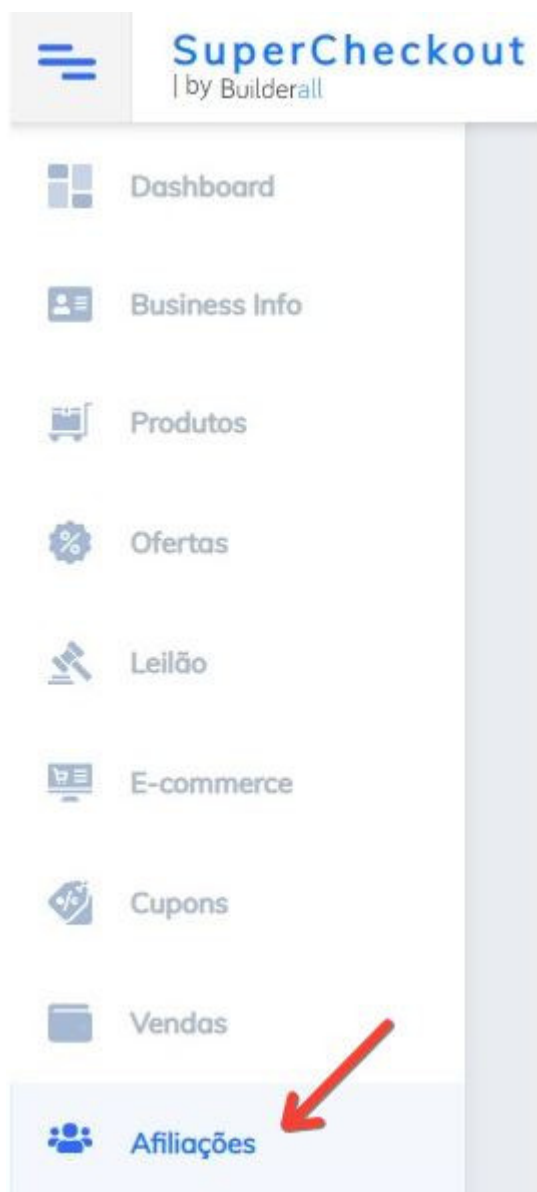 SuperCheckout
| by Builderall
Dashboard
Business Info
Produtos
Ofertas
Leilão
E-commerce
Cupons
Vendas
Afiliações